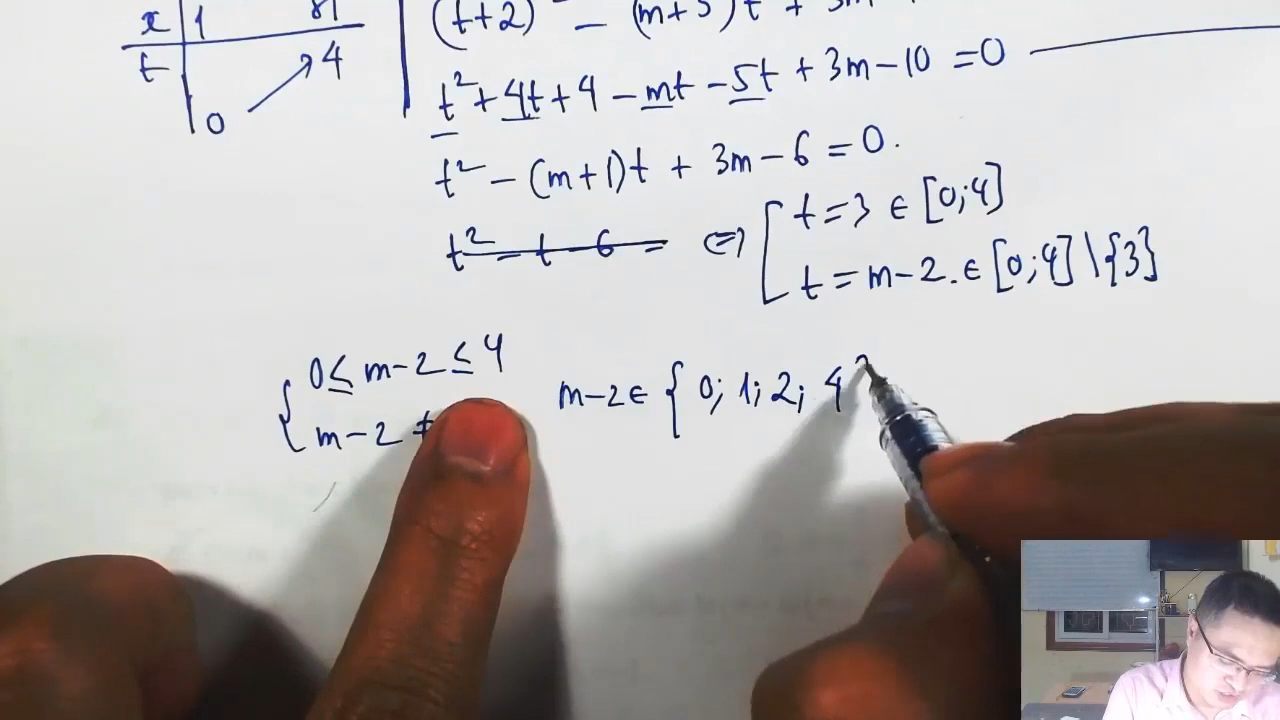 x | 1 81
t | 0 ↗ 4
(t+2)² − (m+5)t + 3m
t² + 4t + 4 − mt − 5t + 3m − 10 = 0
t² − (m+1)t + 3m − 6 = 0.
t² − t − 6 =
⇔ [ t = 3 ∈ [0;4]
t = m − 2. ∈ [0;4] \ {3}
{ 0 ≤ m − 2 ≤ 4
m − 2 ≠
m − 2 ∈ { 0; 1; 2; 4